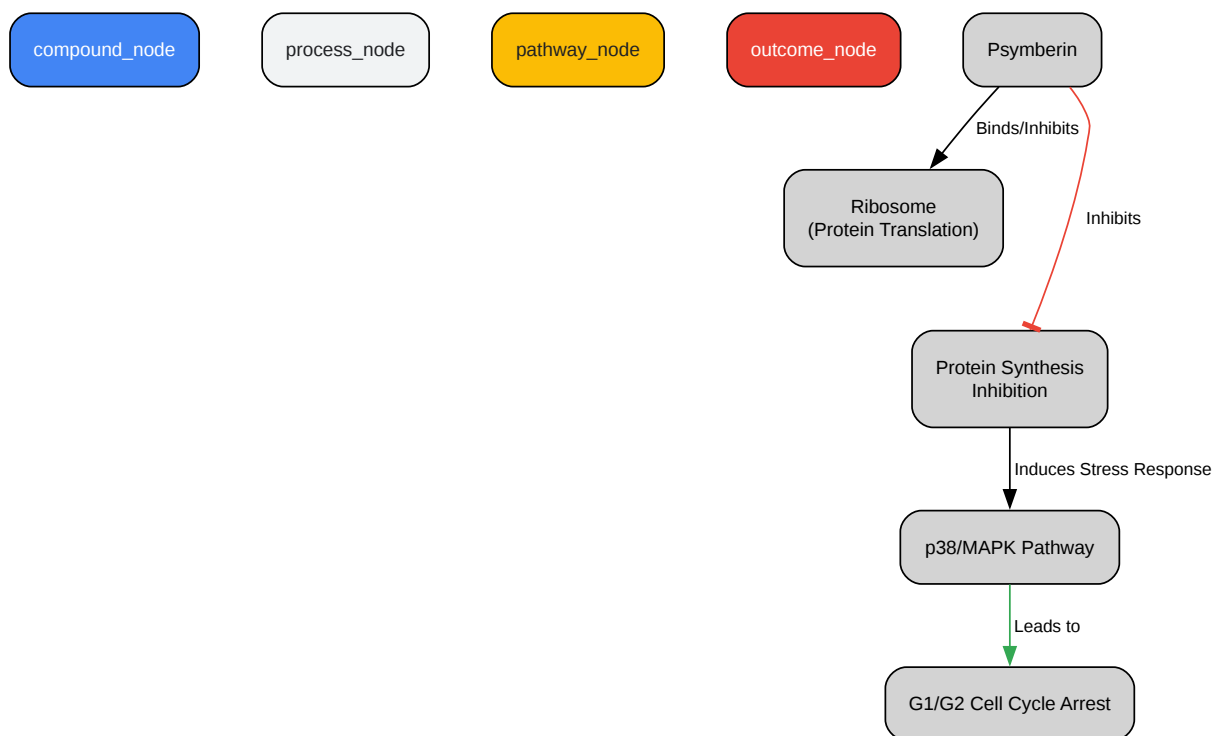 compound_node
process_node
pathway_node
outcome_node
Psymberin
Binds/Inhibits
Ribosome
(Protein Translation)
Inhibits
Protein Synthesis
Inhibition
Induces Stress Response
p38/MAPK Pathway
Leads to
G1/G2 Cell Cycle Arrest